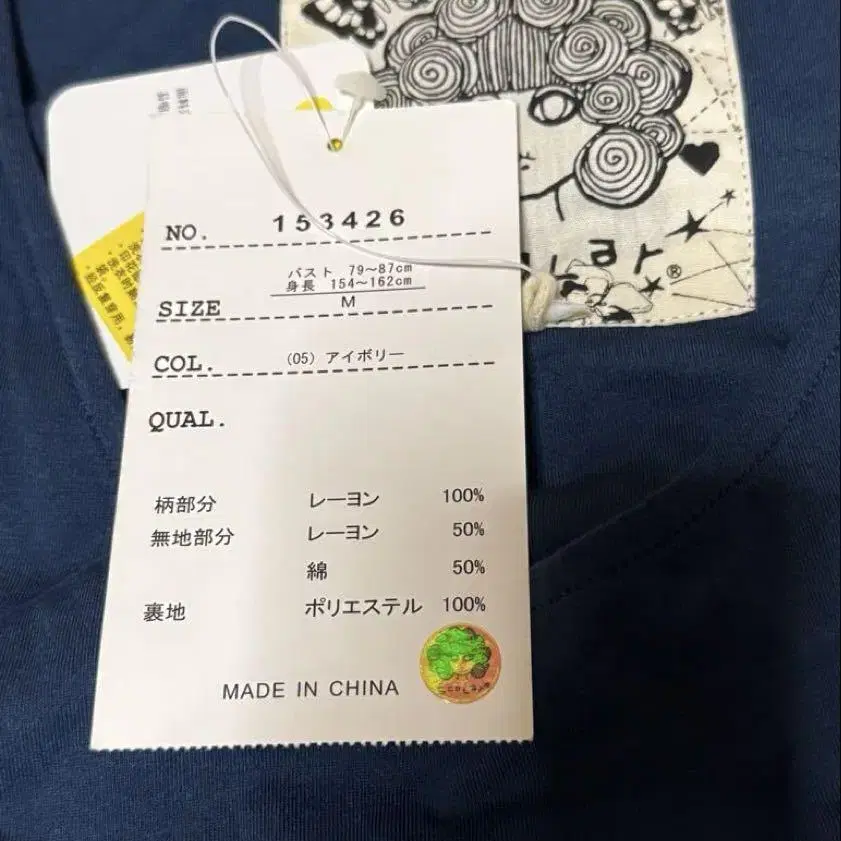 NO. 153426
バスト 79～87cm
身長 154～162cm
SIZE M
COL. (05) アイボリー
QUAL.
柄部分 レーヨン 100%
無地部分 レーヨン 50%
綿 50%
裏地 ポリエステル 100%
MADE IN CHINA
®